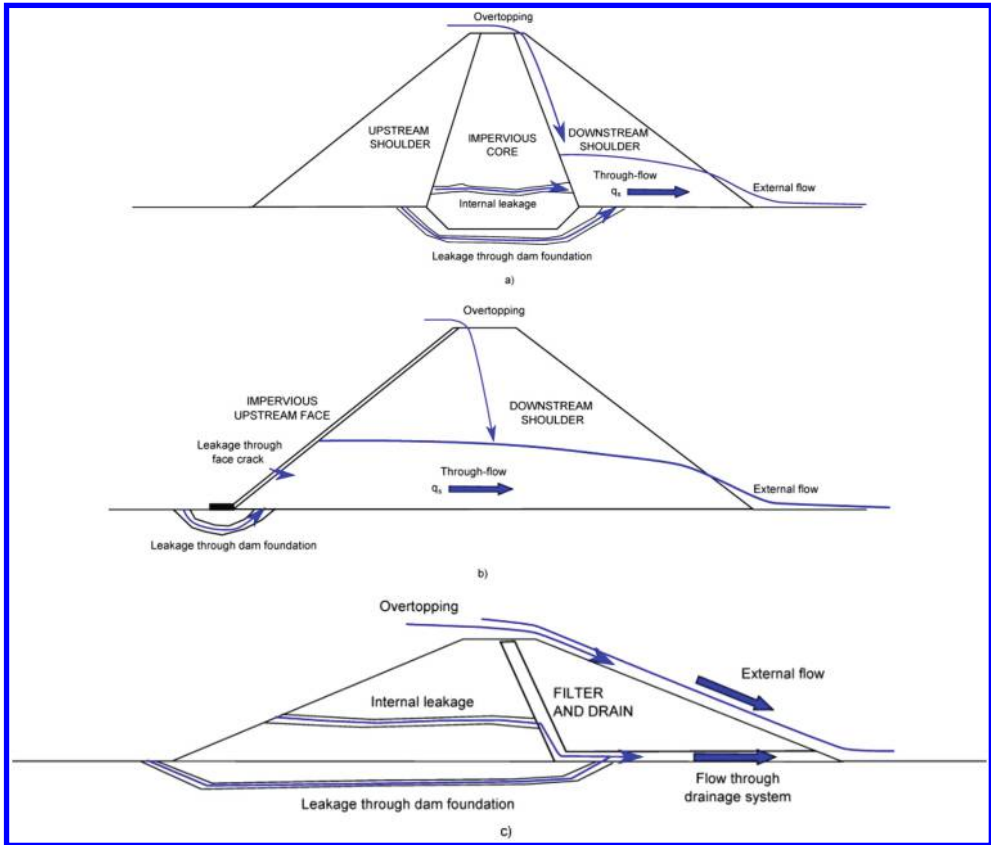 Overtopping
UPSTREAM
SHOULDER
IMPERVIOUS
CORE
DOWNSTREAM
SHOULDER
Through-flow
qs
Internal leakage
External flow
Leakage through dam foundation
a)
Overtopping
IMPERVIOUS
UPSTREAM FACE
DOWNSTREAM
SHOULDER
Leakage through
face crack
Through-flow
qs
External flow
Leakage through dam foundation
b)
Overtopping
External flow
Internal leakage
FILTER
AND DRAIN
Leakage through dam foundation
Flow through
drainage system
c)